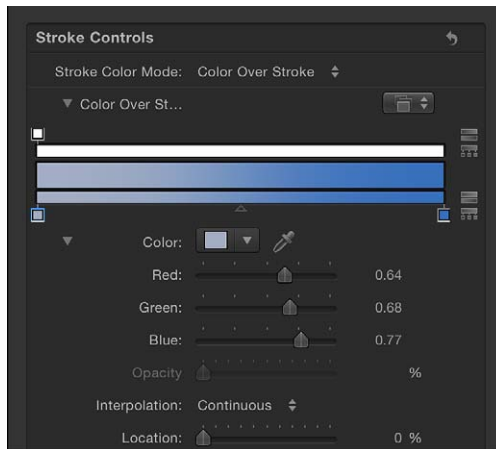 Stroke Controls
Stroke Color Mode: Color Over Stroke
Color Over St...
Color:
Red: 0.64
Green: 0.68
Blue: 0.77
Opacity %
Interpolation: Continuous
Location: 0 %